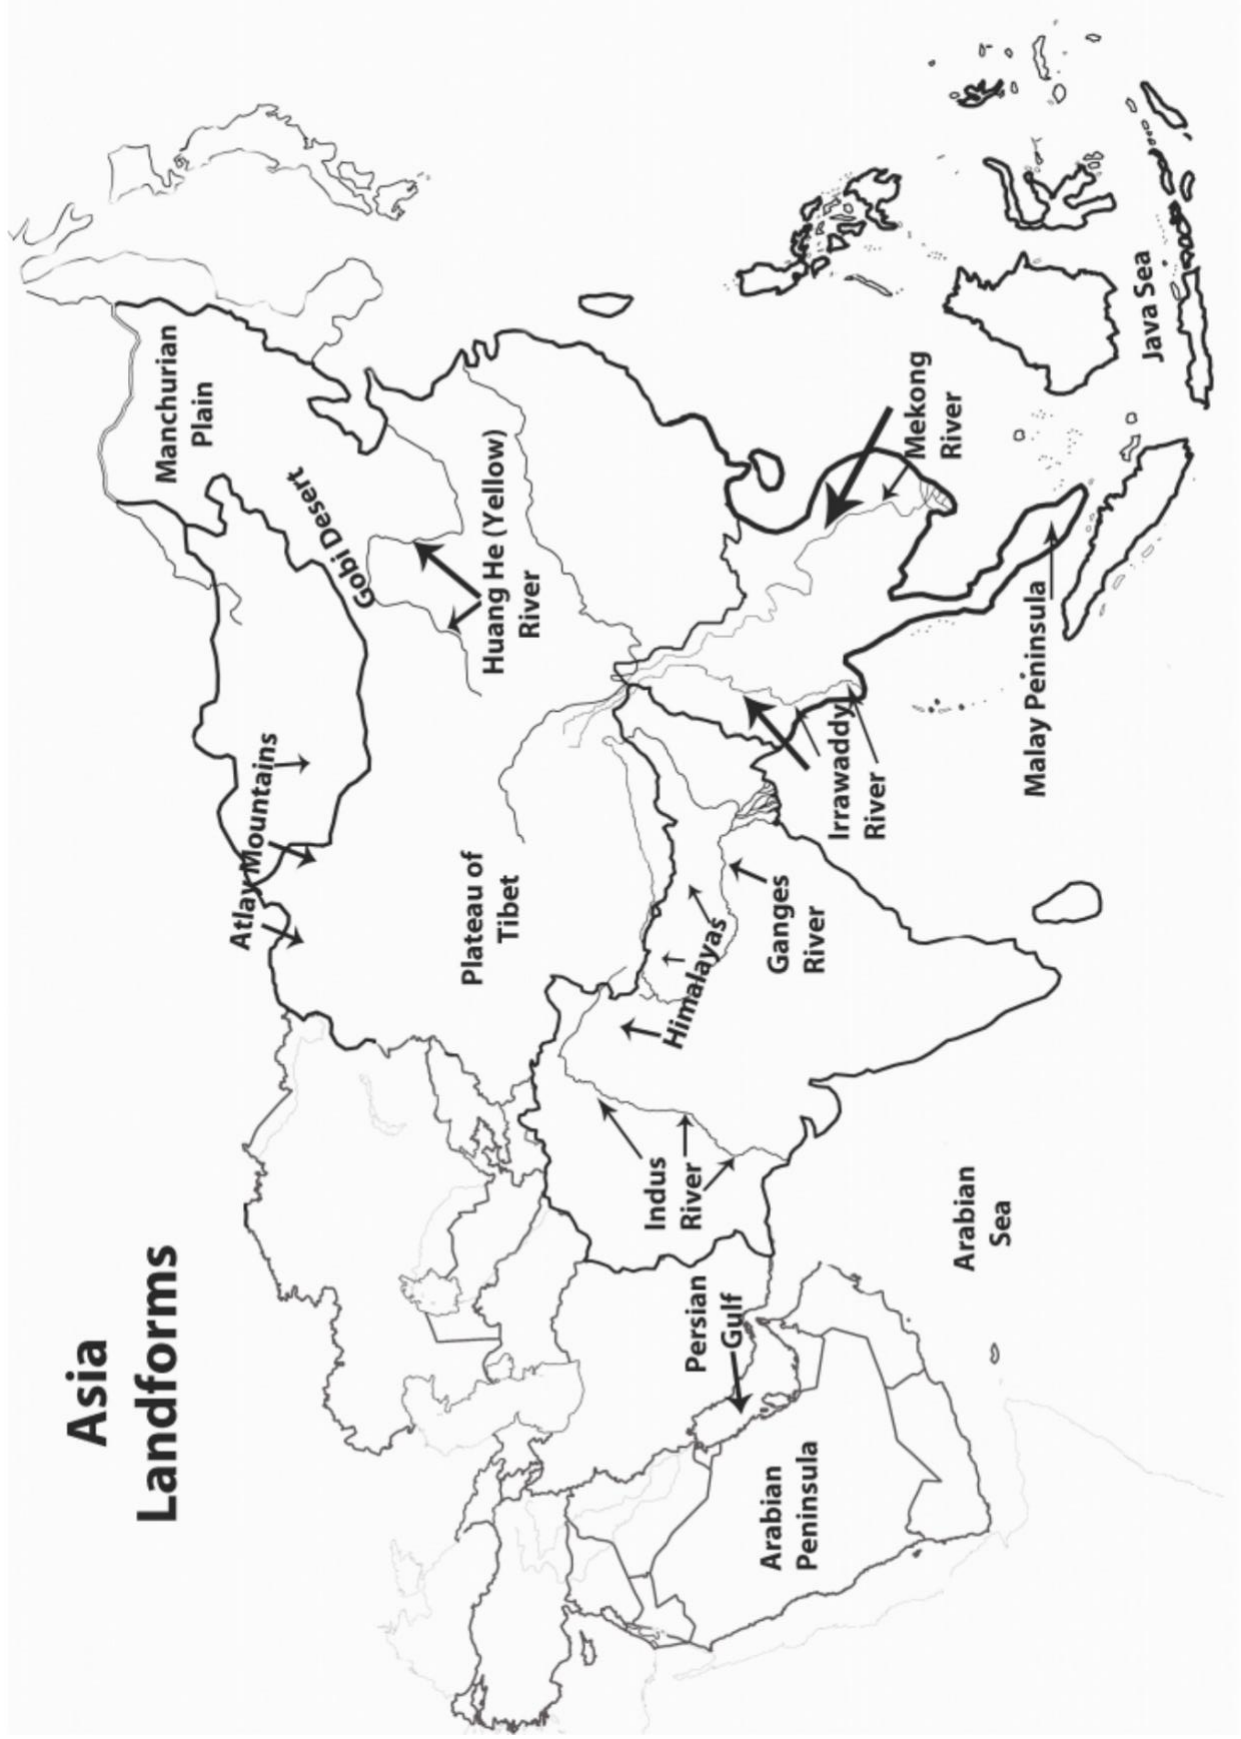 Asia
Landforms
Atlay Mountains
Manchurian
Plain
Gobi Desert
Huang He (Yellow)
River
Plateau of
Tibet
Himalayas
Indus
River
Ganges
River
Irrawaddy
River
Mekong
River
Persian
Gulf
Arabian
Peninsula
Arabian
Sea
Malay Peninsula
Java Sea